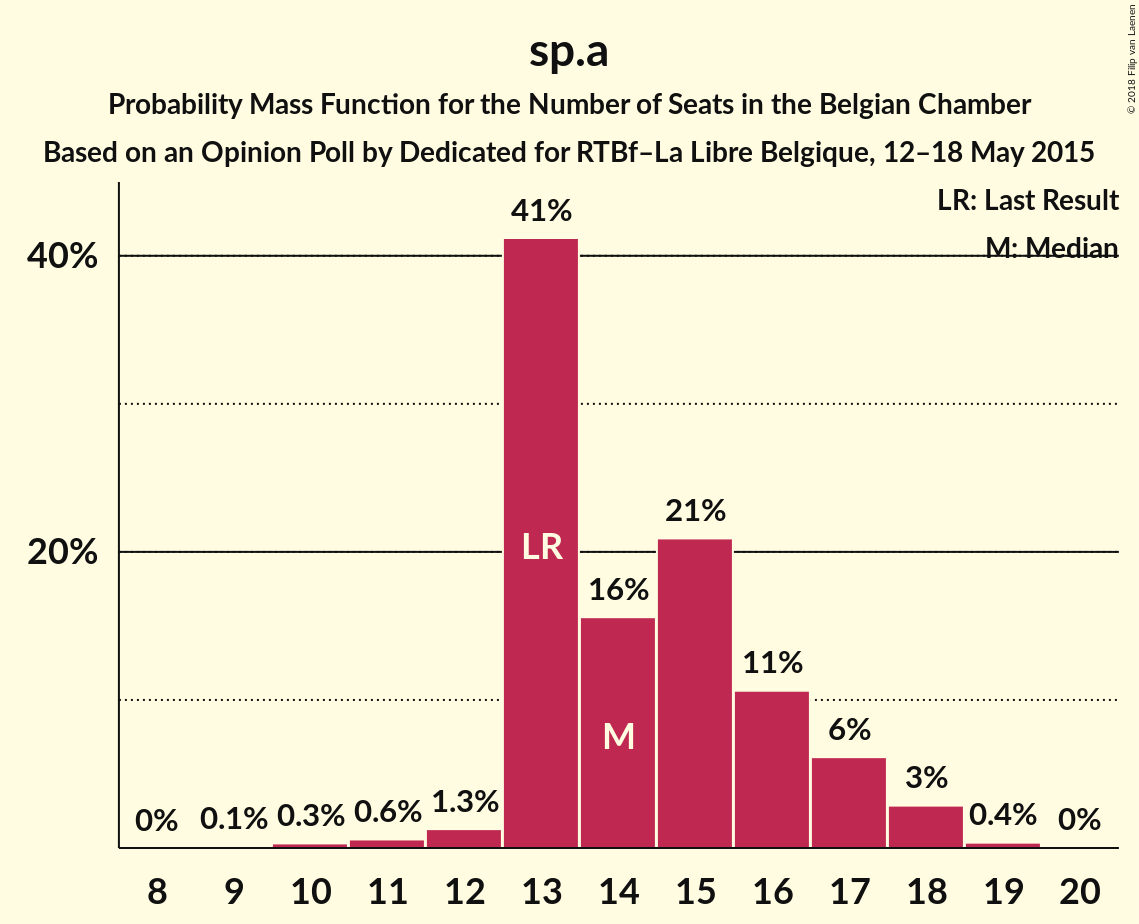 sp.a
Probability Mass Function for the Number of Seats in the Belgian Chamber
Based on an Opinion Poll by Dedicated for RTBf–La Libre Belgique, 12–18 May 2015
© 2018 Filip van Laenen
LR: Last Result
M: Median
40%
20%
0%
0.1%
0.3%
0.6%
1.3%
41%
16%
21%
11%
6%
3%
0.4%
0%
LR
M
8 9 10 11 12 13 14 15 16 17 18 19 20